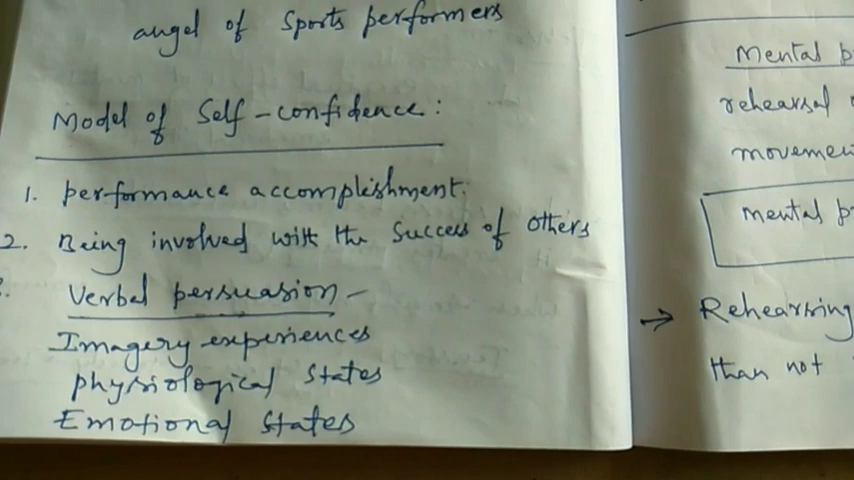 angel of Sports performers
Model of Self-confidence:
1. performance accomplishment.
2. Being involved with the Success of others
Verbal persuasion -
Imagery experiences
physiological States
Emotional States
Mental
rehearsal
movemen
mental
→ Rehearsing
than not